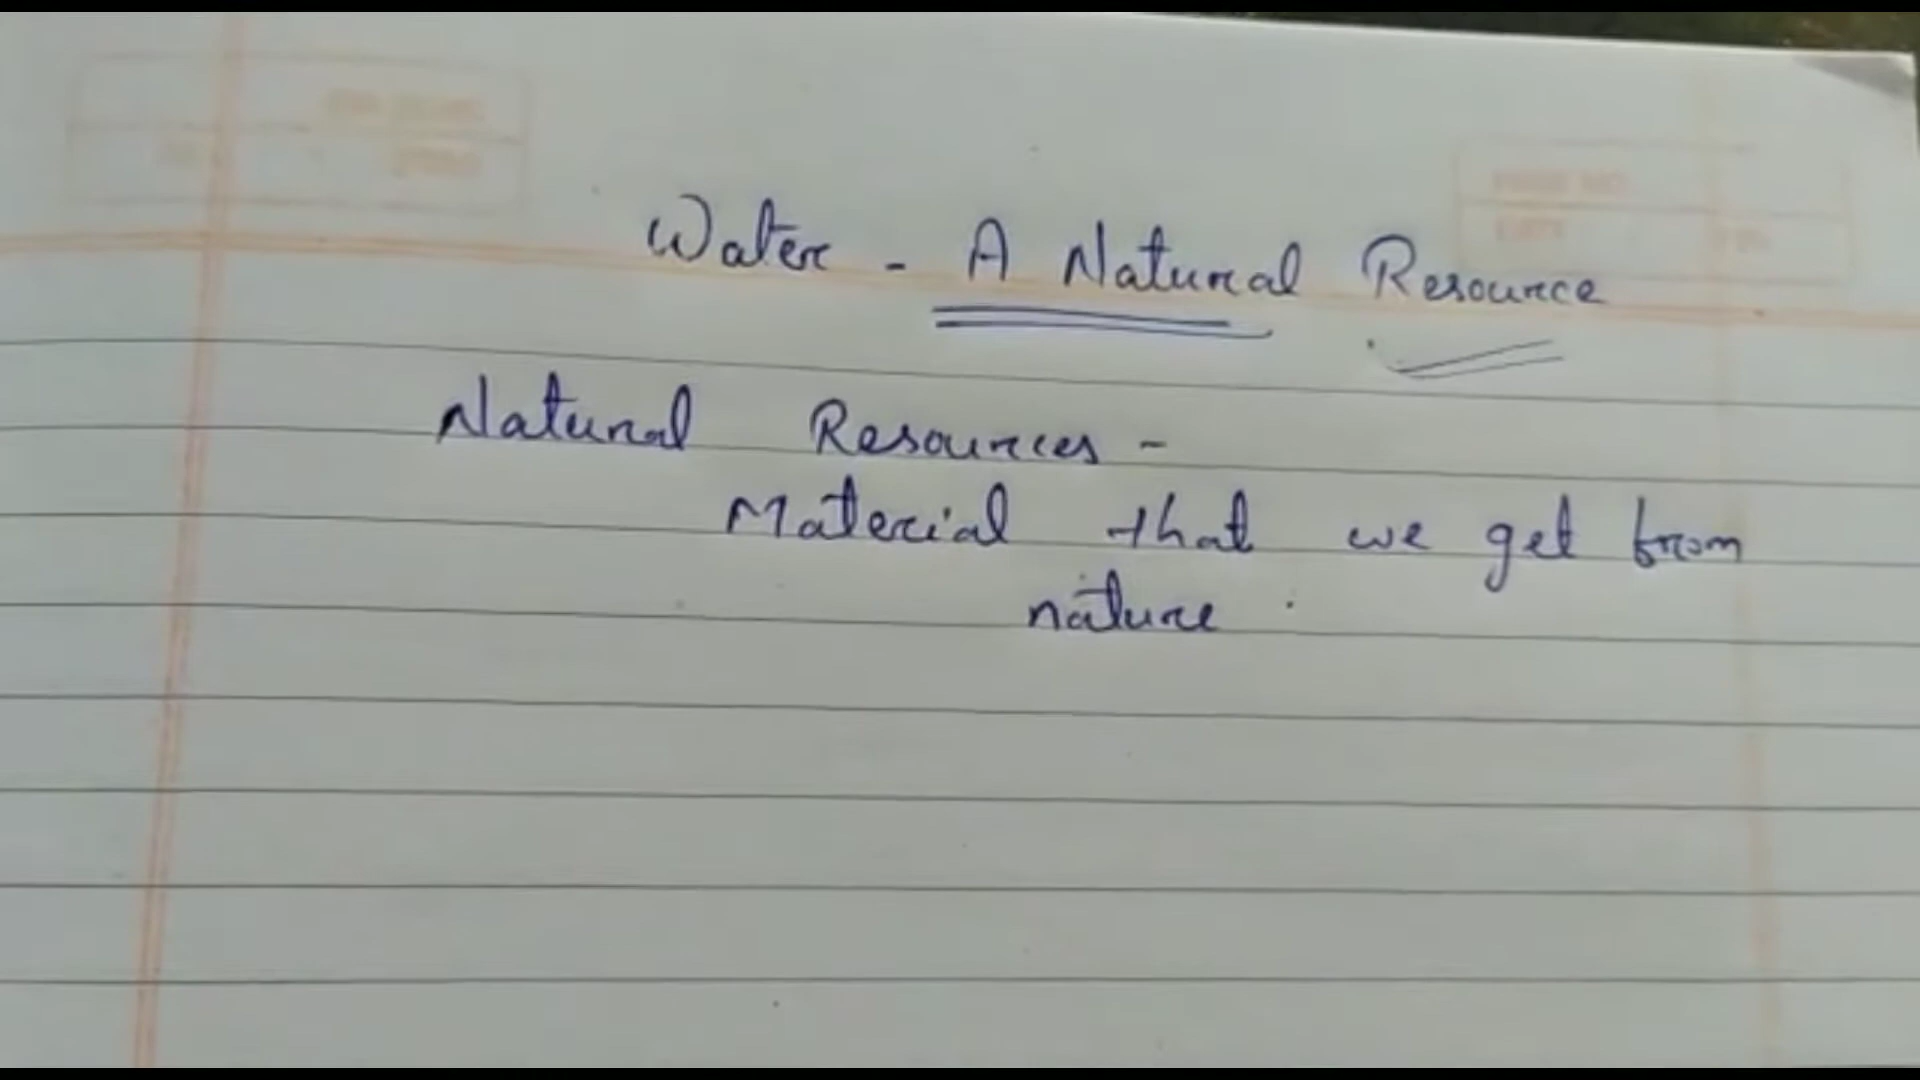 Water - A Natural Resource
Natural Resources -
Material that we get from
nature .